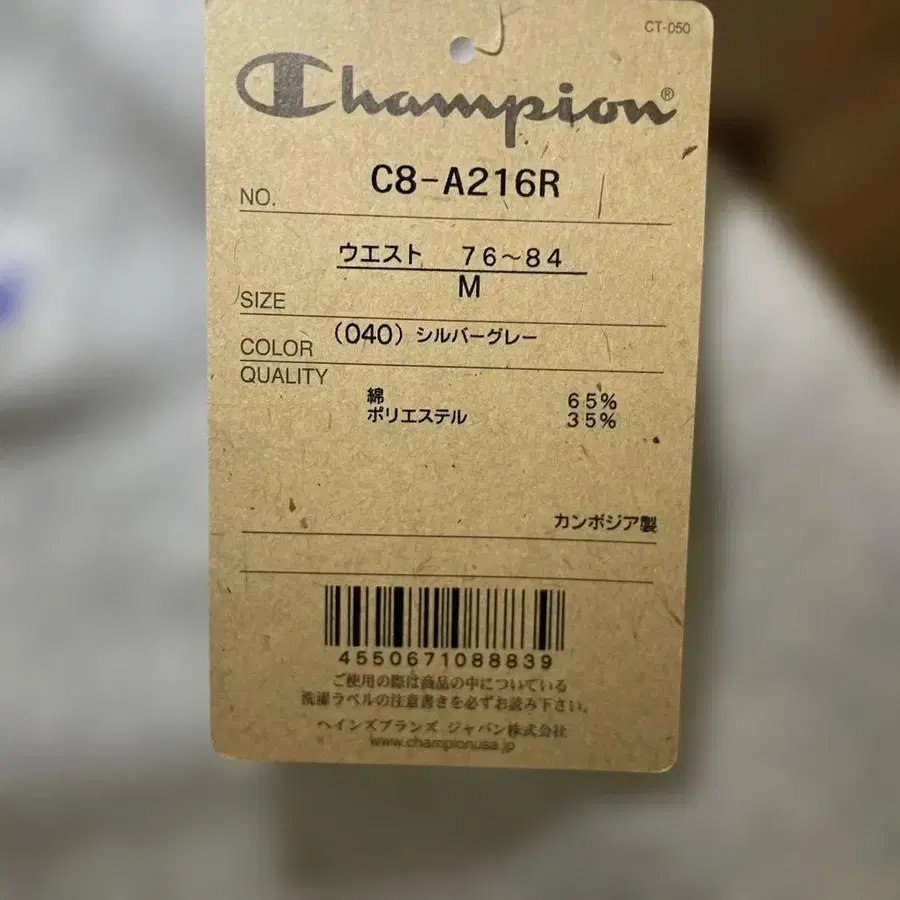 CT-050
Champion®
NO. C8-A216R
ウエスト 76〜84
SIZE M
COLOR (040) シルバーグレー
QUALITY
綿 65%
ポリエステル 35%
カンボジア製
4550671088839
ご使用の際は商品の中についている
洗濯ラベルの注意書きを必ずお読み下さい。
ヘインズブランズ ジャパン株式会社
www.championusa.jp